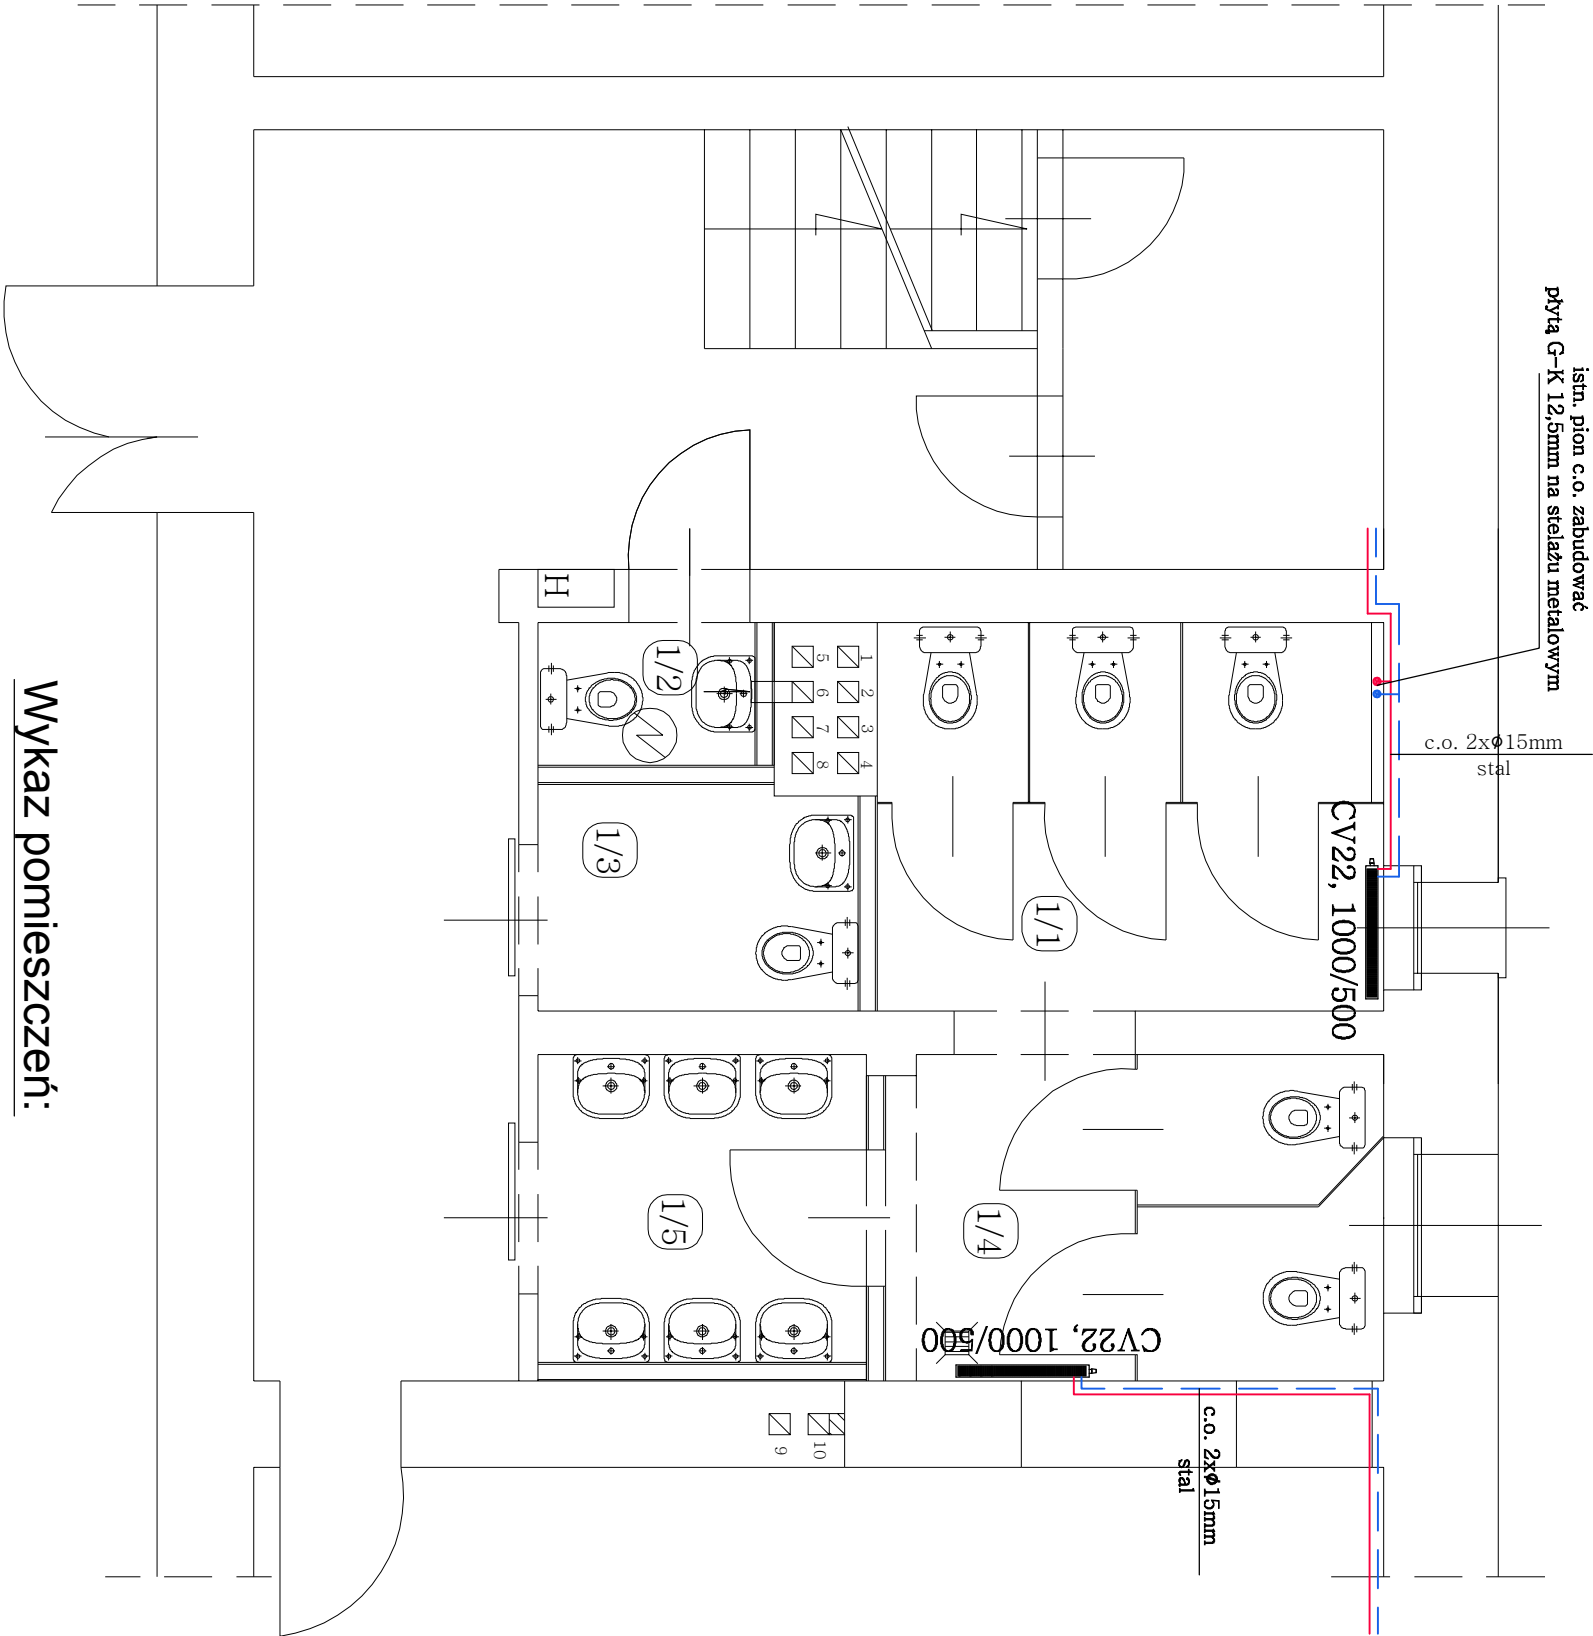 istn. pion c.o. zabudować
płytą G-K 12,5mm na stelażu metalowym
c.o. 2xø15mm
stal
CV22, 1000/500
H
1/2
1
2
3
4
5
6
7
8
N
1/3
1/1
1/5
1/4
CV22, 1000/500
c.o. 2xø15mm
stal
9
10
Wykaz pomieszczeń: